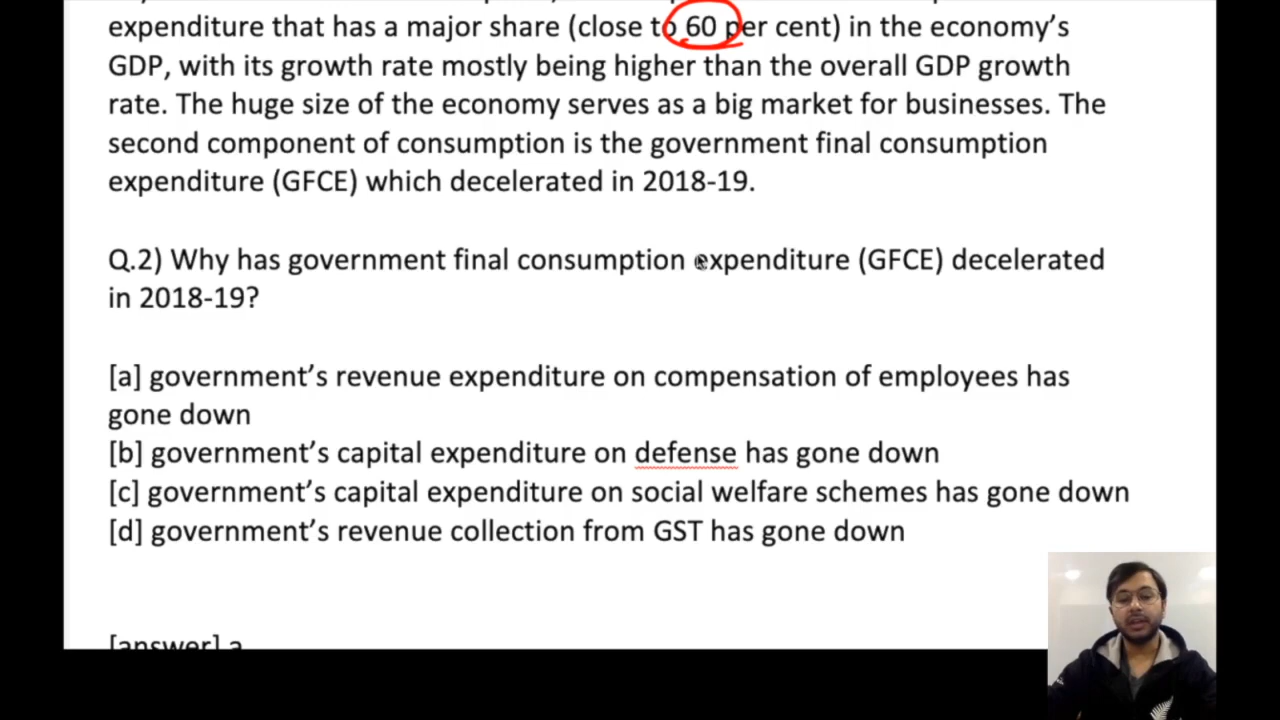 expenditure that has a major share (close to 60 per cent) in the economy's
GDP, with its growth rate mostly being higher than the overall GDP growth
rate. The huge size of the economy serves as a big market for businesses. The
second component of consumption is the government final consumption
expenditure (GFCE) which decelerated in 2018-19.
Q.2) Why has government final consumption expenditure (GFCE) decelerated
in 2018-19?
[a] government's revenue expenditure on compensation of employees has
gone down
[b] government's capital expenditure on defense has gone down
[c] government's capital expenditure on social welfare schemes has gone down
[d] government's revenue collection from GST has gone down
[answer] a